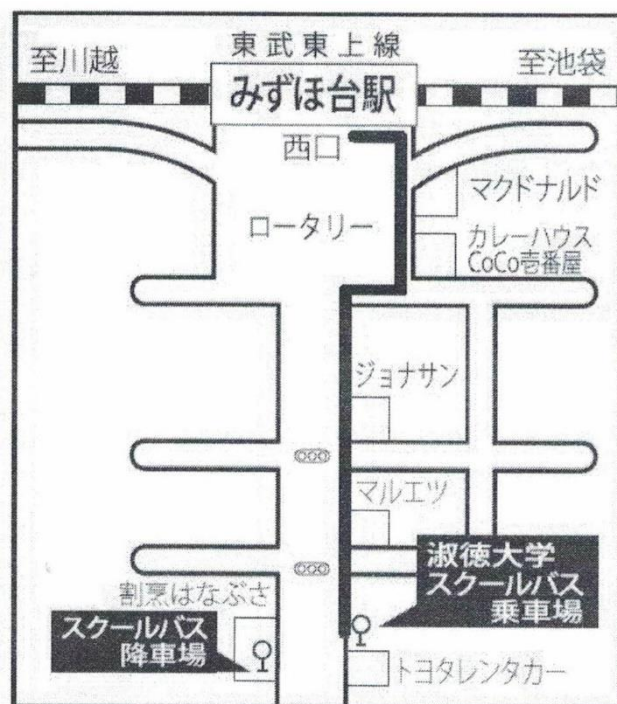 東武東上線
至川越
至池袋
みずほ台駅
西口
マクドナルド
ロータリー
カレーハウス
CoCo壱番屋
ジョナサン
マルエツ
淑徳大学
スクールバス
乗車場
割烹はなぶさ
スクールバス
降車場
トヨタレンタカー